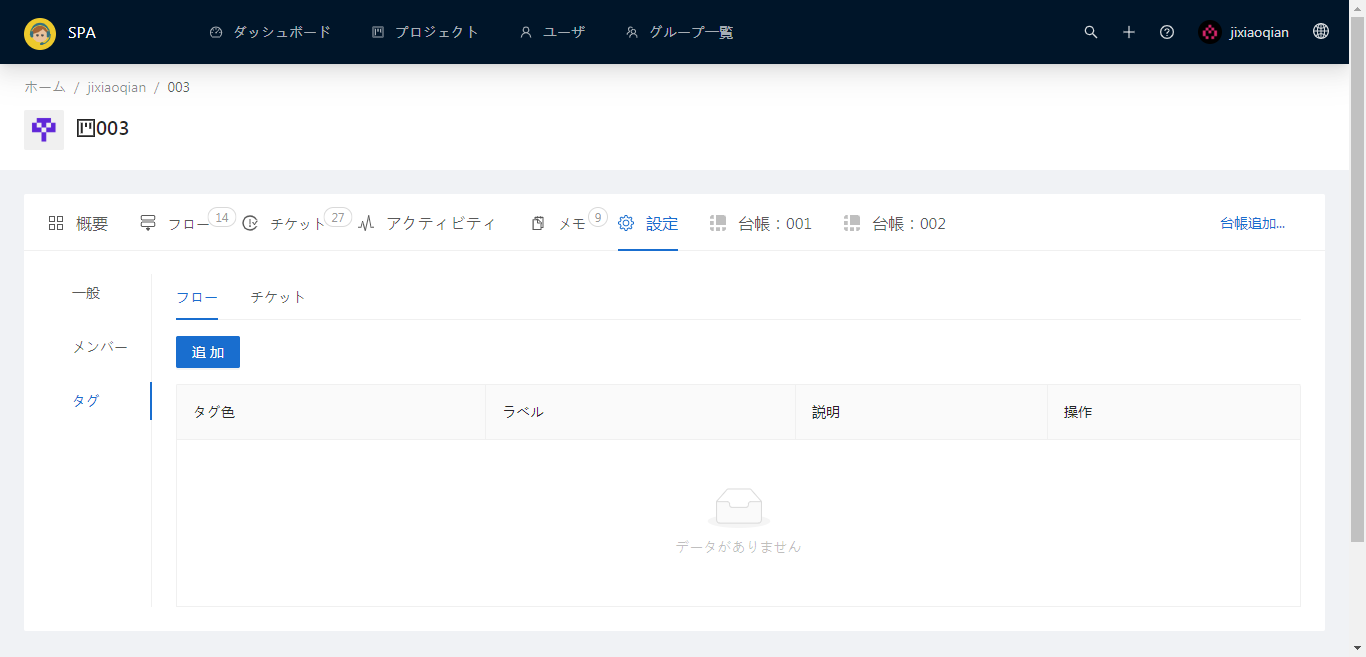 SPA ダッシュボード プロジェクト ユーザ グループ一覧 jixiaoqian
ホーム / jixiaoqian / 003
003
概要 フロー 14 チケット 27 アクティビティ メモ 9 設定 台帳：001 台帳：002 台帳追加...
一般
メンバー
タグ
フロー チケット
追 加
タグ色 ラベル 説明 操作
データがありません